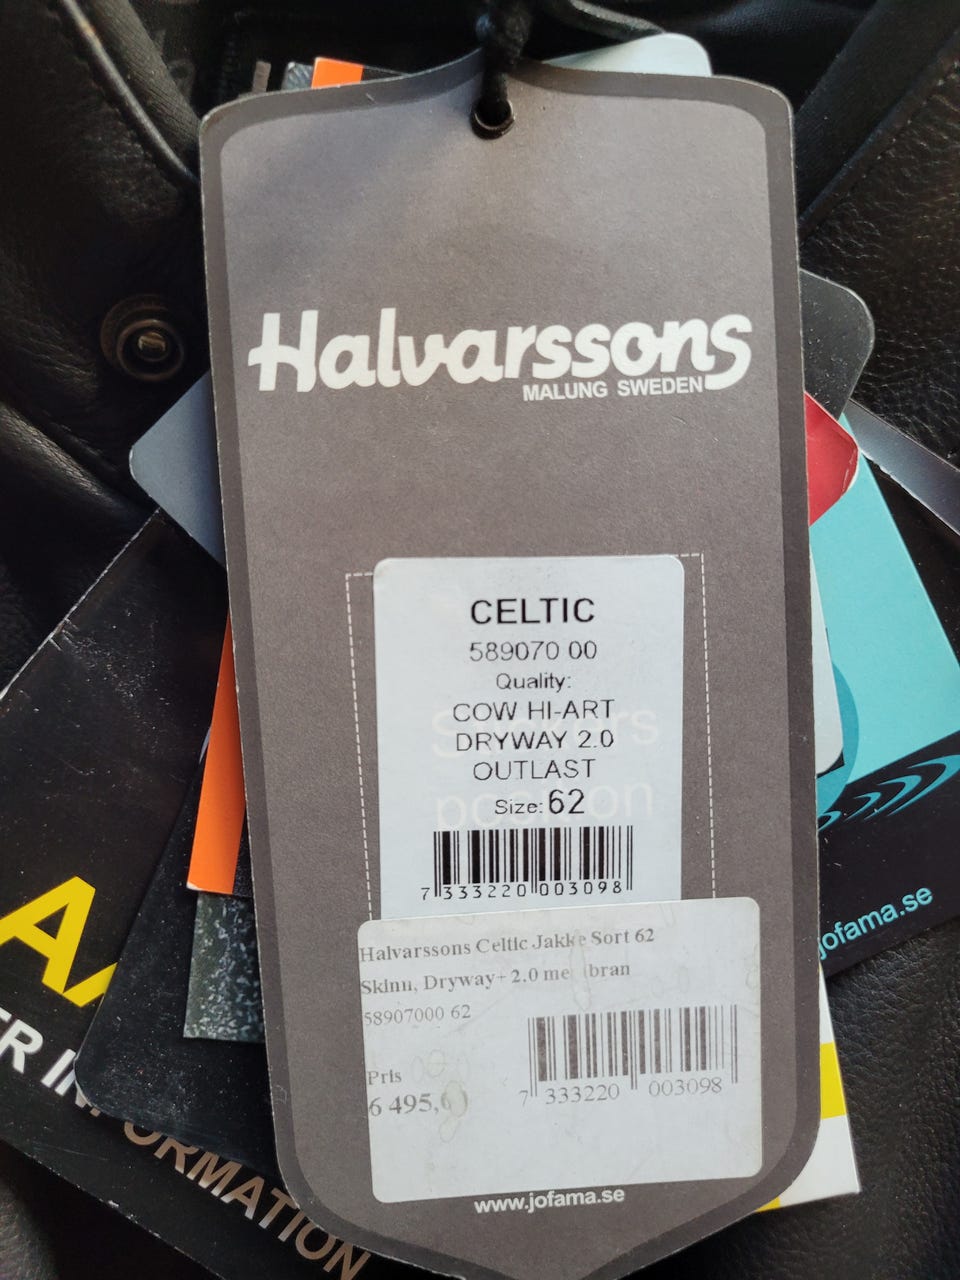 Halvarssons
MALUNG SWEDEN
CELTIC
589070 00
Quality:
COW HI-ART
DRYWAY 2.0
OUTLAST
Size: 62
7 333220 003098
Halvarssons Celtic Jakke Sort 62
Skinn, Dryway+ 2.0
58907000 62
Pris
6 495,
7 333220 003098
www.jofama.se
jofama.se